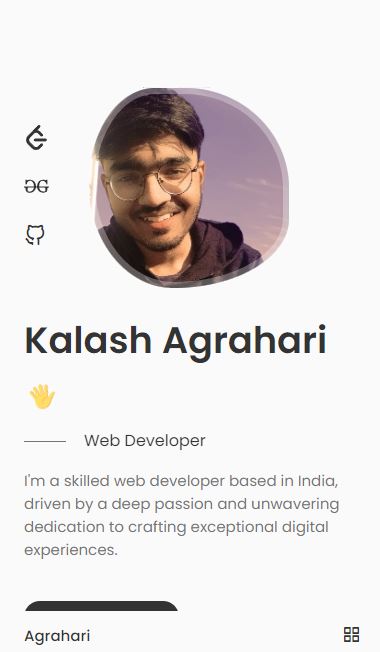 Kalash Agrahari
👋
Web Developer
I'm a skilled web developer based in India,
driven by a deep passion and unwavering
dedication to crafting exceptional digital
experiences.
Agrahari